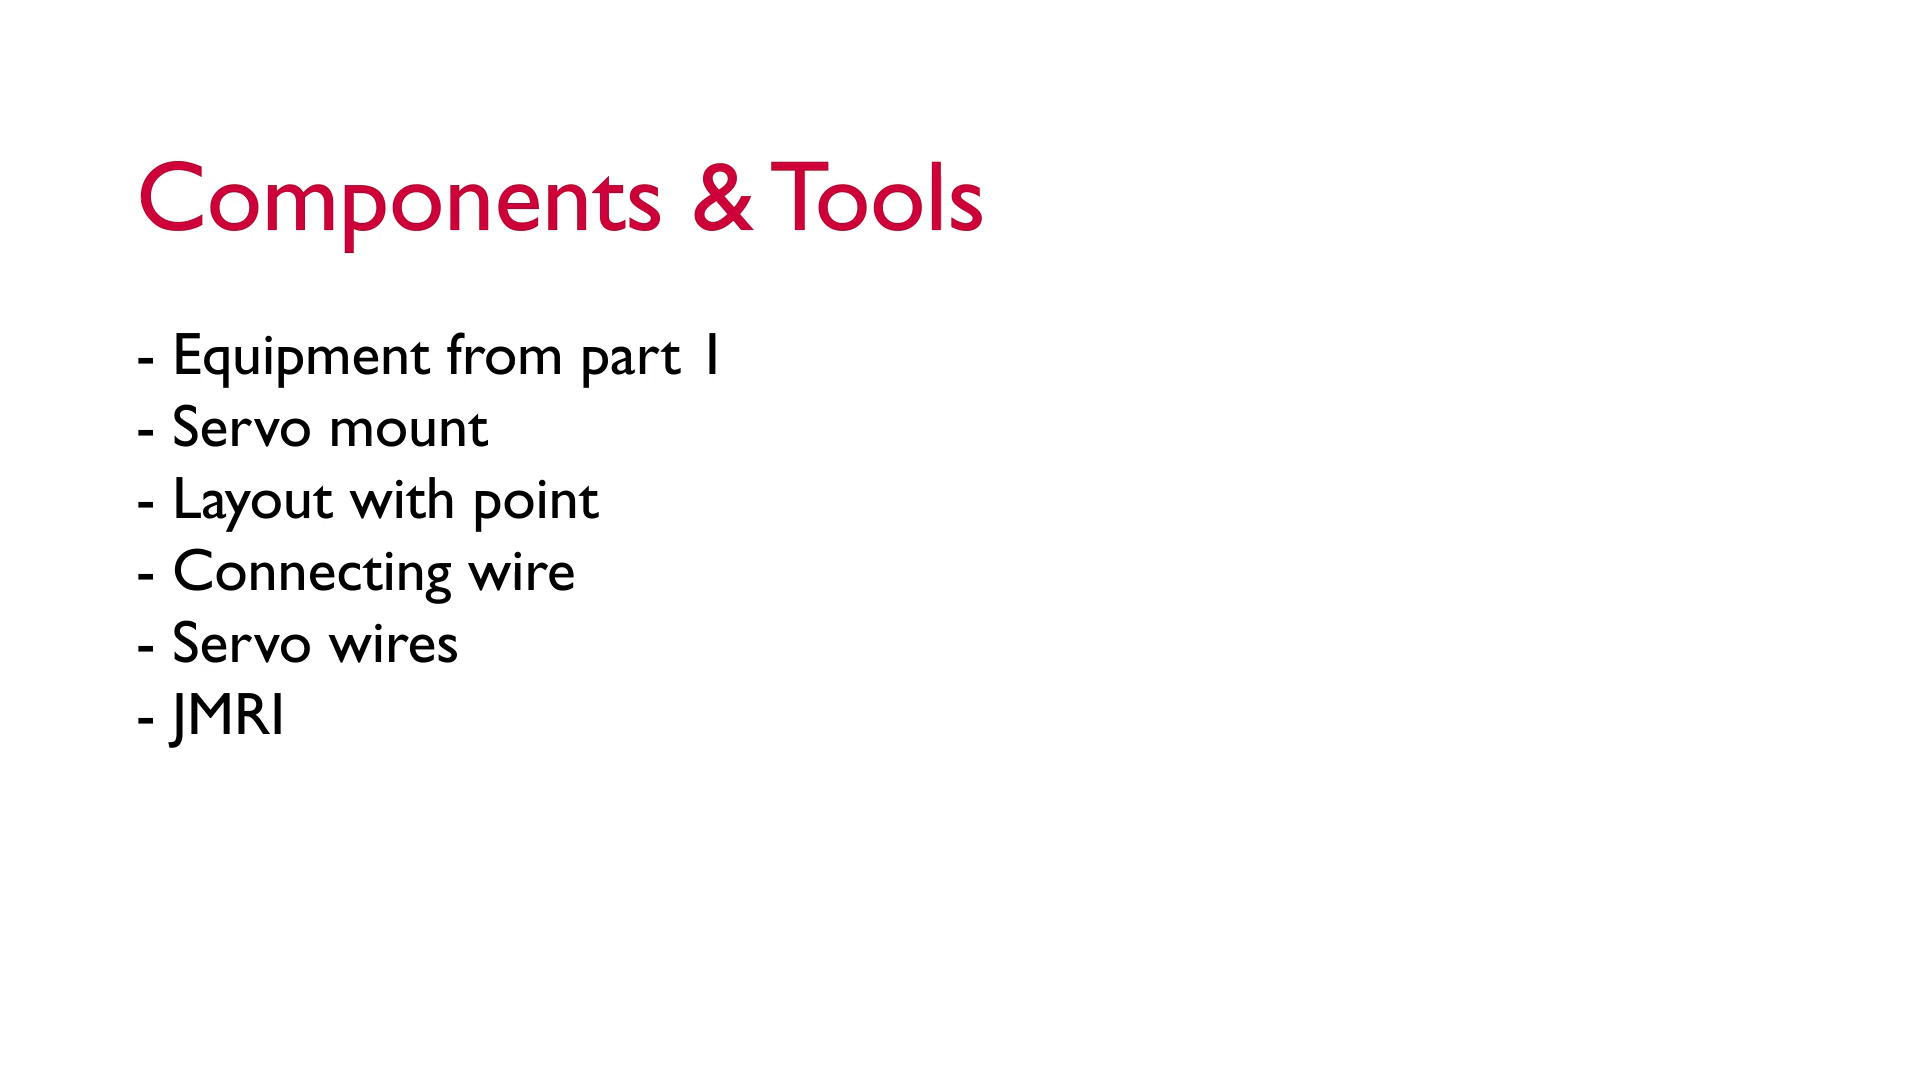 Components & Tools
- Equipment from part 1
- Servo mount
- Layout with point
- Connecting wire
- Servo wires
- JMRI